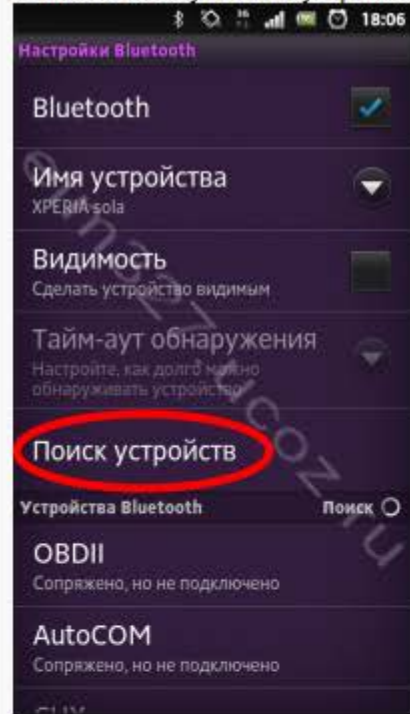 3G 18:06
Настройки Bluetooth
Bluetooth
Имя устройства
XPERIA sola
Видимость
Сделать устройство видимым
Тайм-аут обнаружения
Настройте, как долго можно
обнаруживать устройство
Поиск устройств
Устройства Bluetooth Поиск
OBDII
Сопряжено, но не подключено
AutoCOM
Сопряжено, но не подключено